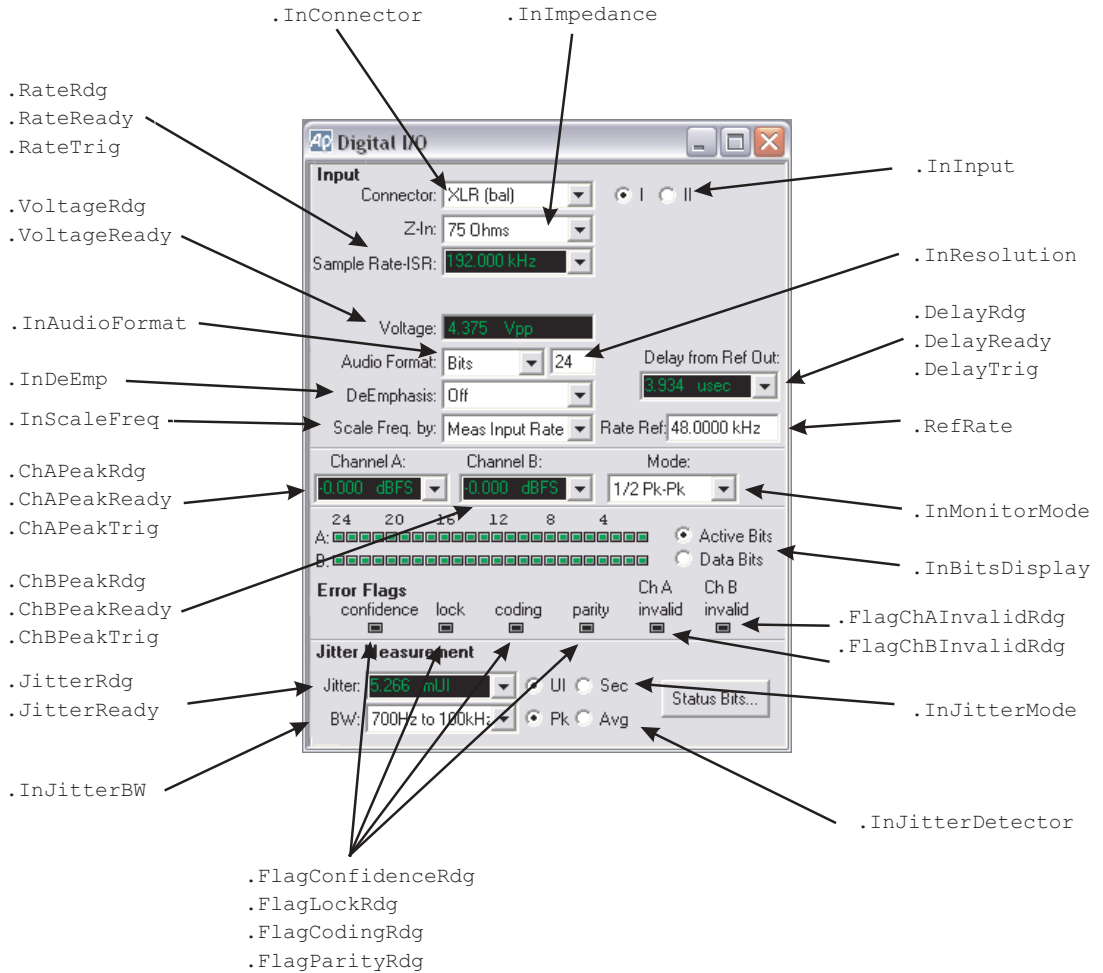 .InConnector
.InImpedance
.RateRdg
.RateReady
.RateTrig
.VoltageRdg
.VoltageReady
.InAudioFormat
.InDeEmp
.InScaleFreq
.ChAPeakRdg
.ChAPeakReady
.ChAPeakTrig
.ChBPeakRdg
.ChBPeakReady
.ChBPeakTrig
.JitterRdg
.JitterReady
.InJitterBW
AP Digital I/O
Input
Connector: XLR (bal) I II
Z-In: 75 Ohms
Sample Rate-ISR: 192.000 kHz
Voltage: 4.375 Vpp
Audio Format: Bits 24 Delay from Ref Out:
3.934 usec
DeEmphasis: Off
Scale Freq. by: Meas Input Rate Rate Ref: 48.0000 kHz
Channel A: Channel B: Mode:
-0.000 dBFS -0.000 dBFS 1/2 Pk-Pk
24 20 16 12 8 4
A: Active Bits
B: Data Bits
Error Flags Ch A Ch B
confidence lock coding parity invalid invalid
Jitter Measurement
Jitter: 5.266 mUI UI Sec
Status Bits...
BW: 700Hz to 100kHz Pk Avg
.InInput
.InResolution
.DelayRdg
.DelayReady
.DelayTrig
.RefRate
.InMonitorMode
.InBitsDisplay
.FlagChAInvalidRdg
.FlagChBInvalidRdg
.InJitterMode
.InJitterDetector
.FlagConfidenceRdg
.FlagLockRdg
.FlagCodingRdg
.FlagParityRdg